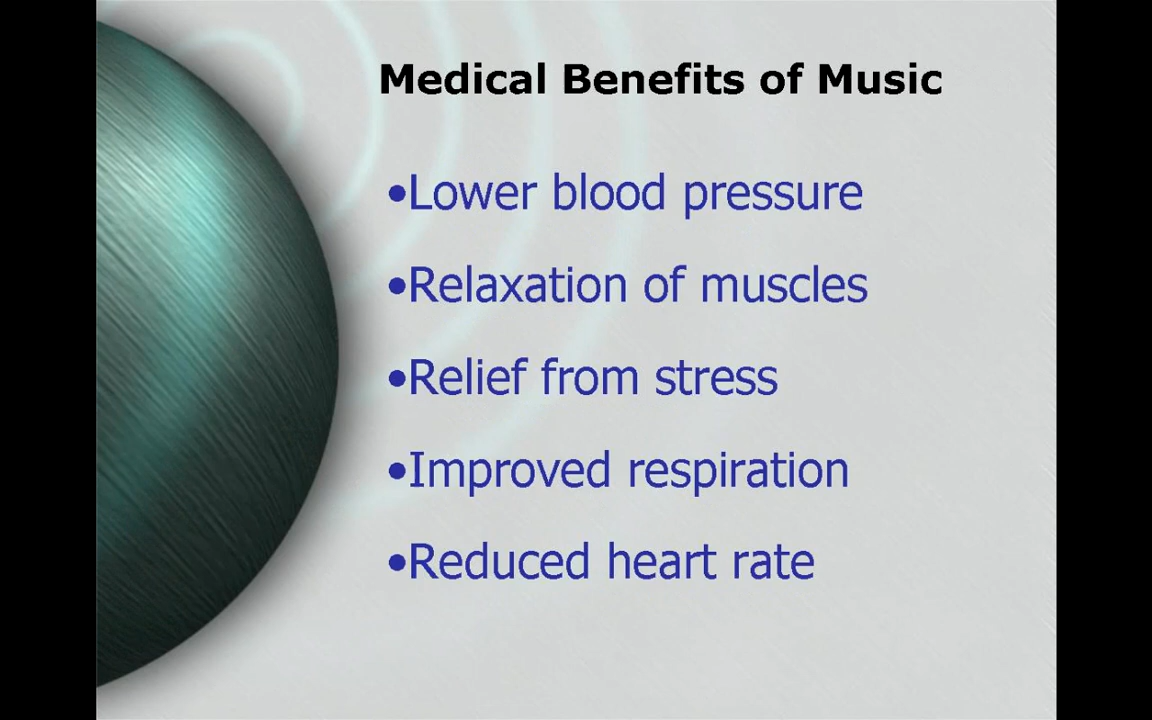 Medical Benefits of Music
•Lower blood pressure
•Relaxation of muscles
•Relief from stress
•Improved respiration
•Reduced heart rate